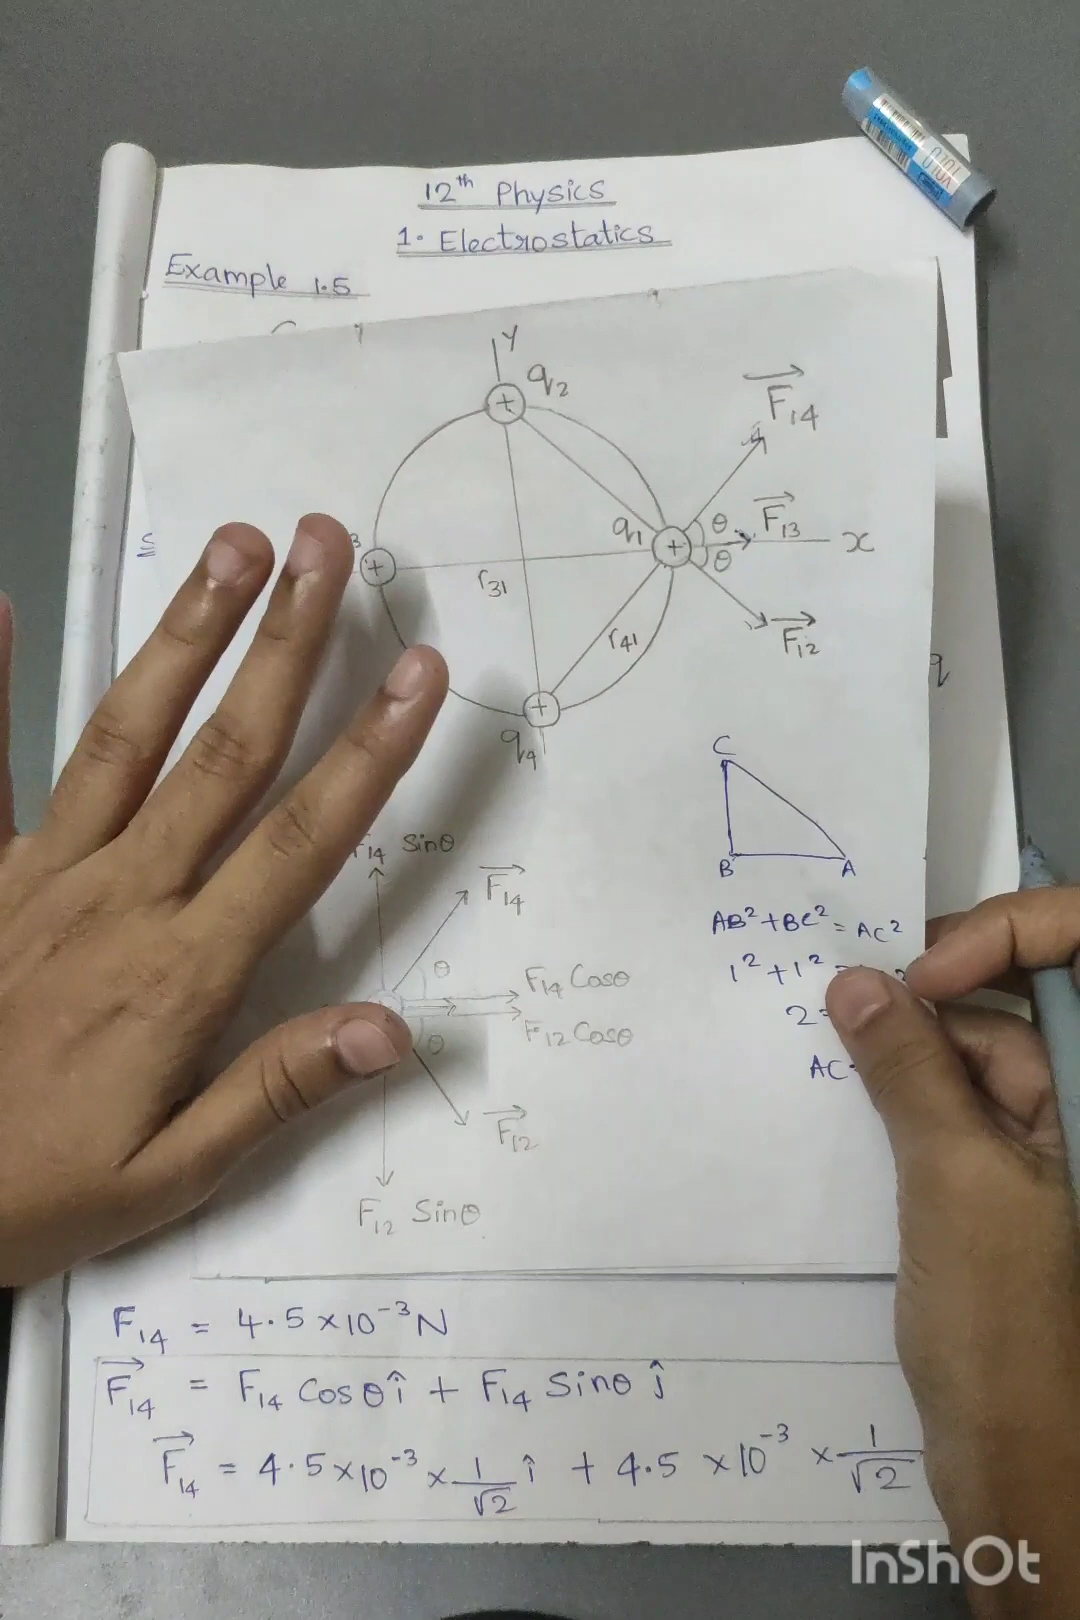 12th Physics
1. Electrostatics
Example 1.5
Y
q2
F14
q1 θ F13 x
θ
3
r31
r41
F12
S
q
q4
C
B A
F14 Sinθ
F14
AB² + BC² = AC²
1² + 1² =
2 =
AC =
θ F14 Cosθ
F12 Cosθ
θ
F12
F12 Sinθ
F14 = 4.5 × 10⁻³ N
F14 = F14 Cosθ î + F14 Sinθ ĵ
F14 = 4.5 × 10⁻³ × 1/√2 î + 4.5 × 10⁻³ × 1/√2
InShOt